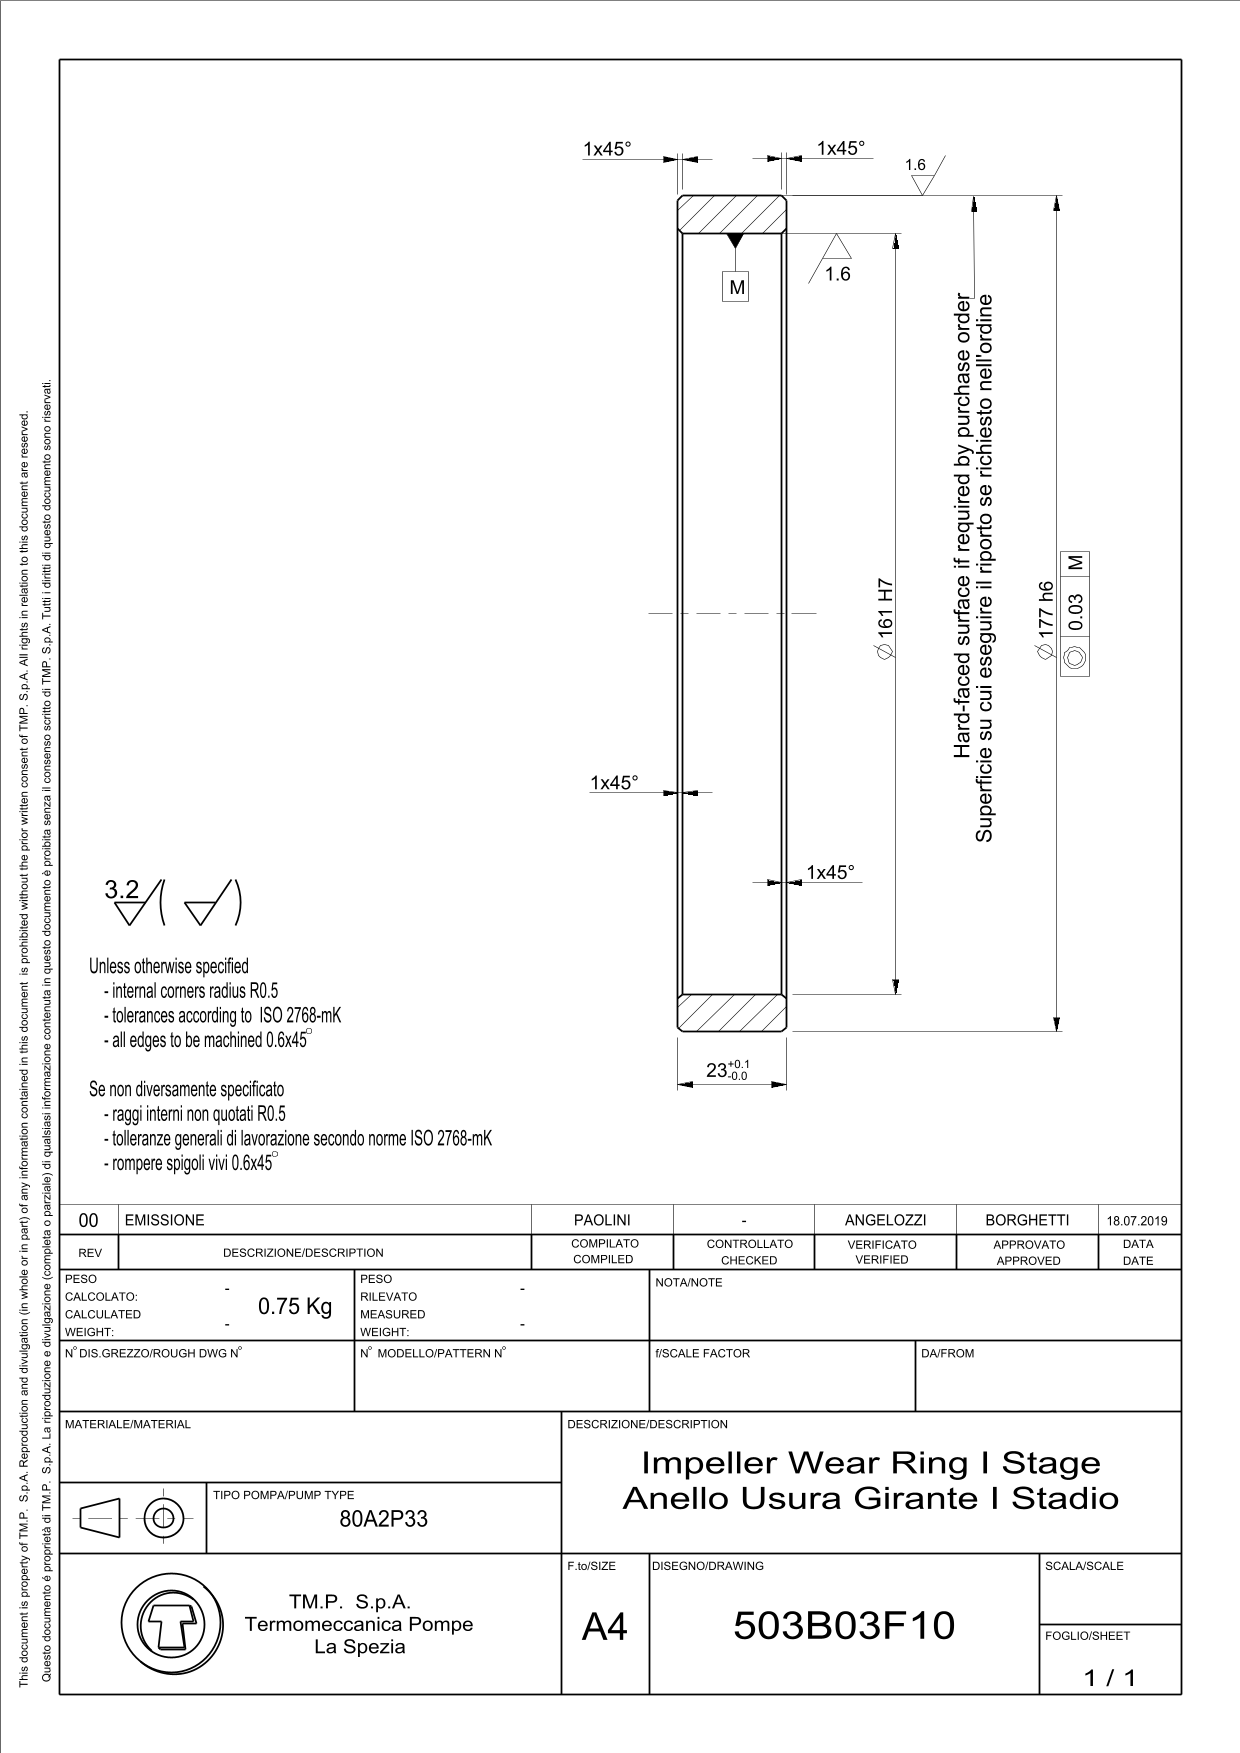 1x45°
1x45°
1.6
1.6
M
Hard-faced surface if required by purchase order
Superficie su cui eseguire il riporto se richiesto nell'ordine
⌀ 161 H7
⌀ 177 h6
◎ 0.03 M
1x45°
1x45°
23 +0.1 -0.0
3.2
Unless otherwise specified
- internal corners radius R0.5
- tolerances according to ISO 2768-mK
- all edges to be machined 0.6x45°
Se non diversamente specificato
- raggi interni non quotati R0.5
- tolleranze generali di lavorazione secondo norme ISO 2768-mK
- rompere spigoli vivi 0.6x45°
This document is property of TM.P. S.p.A. Reproduction and divulgation (in whole or in part) of any information contained in this document is prohibited without the prior written consent of TMP. S.p.A. All rights in relation to this document are reserved.
Questo documento è proprietà di TM.P. S.p.A. La riproduzione e divulgazione (completa o parziale) di qualsiasi informazione contenuta in questo documento è proibita senza il consenso scritto di TMP. S.p.A. Tutti i diritti di questo documento sono riservati.
00 EMISSIONE PAOLINI - ANGELOZZI BORGHETTI 18.07.2019
REV DESCRIZIONE/DESCRIPTION COMPILATO CONTROLLATO VERIFICATO APPROVATO DATA
COMPILED CHECKED VERIFIED APPROVED DATE
PESO
CALCOLATO: -
CALCULATED
WEIGHT: -
0.75 Kg
PESO
RILEVATO -
MEASURED
WEIGHT: -
NOTA/NOTE
N° DIS.GREZZO/ROUGH DWG N°
N° MODELLO/PATTERN N°
f/SCALE FACTOR
DA/FROM
MATERIALE/MATERIAL
DESCRIZIONE/DESCRIPTION
Impeller Wear Ring I Stage
Anello Usura Girante I Stadio
TIPO POMPA/PUMP TYPE
80A2P33
TM.P. S.p.A.
Termomeccanica Pompe
La Spezia
F.to/SIZE
A4
DISEGNO/DRAWING
503B03F10
SCALA/SCALE
FOGLIO/SHEET
1 / 1